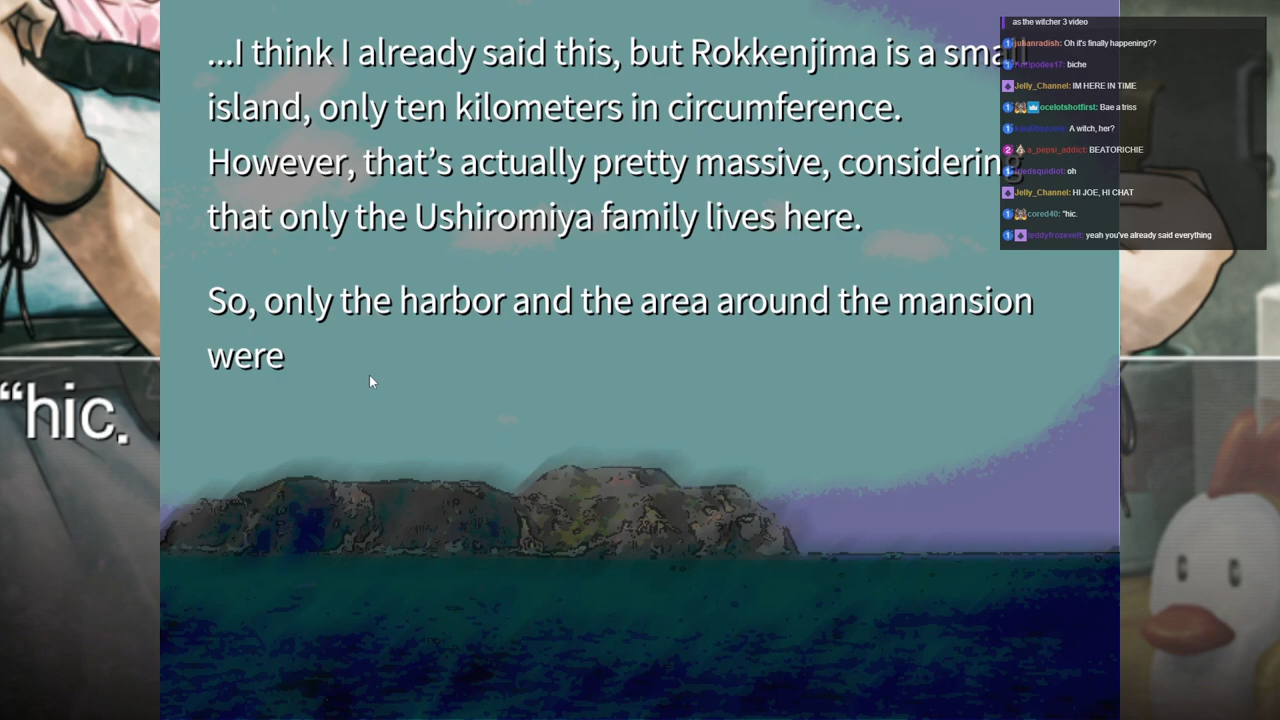 ...I think I already said this, but Rokkenjima is a sma
island, only ten kilometers in circumference.
However, that's actually pretty massive, considering
that only the Ushiromiya family lives here.
So, only the harbor and the area around the mansion
were
"hic.
as the witcher 3 video
julianradish: Oh it's finally happening??
biche
Jelly_Channel: IM HERE IN TIME
ocelotshotfirst: Bae a triss
A witch, her?
a_pepsi_addict: BEATORICHIE
oh
Jelly_Channel: HI JOE, HI CHAT
cored40: "hic.
teddyfrozevelt: yeah you've already said everything